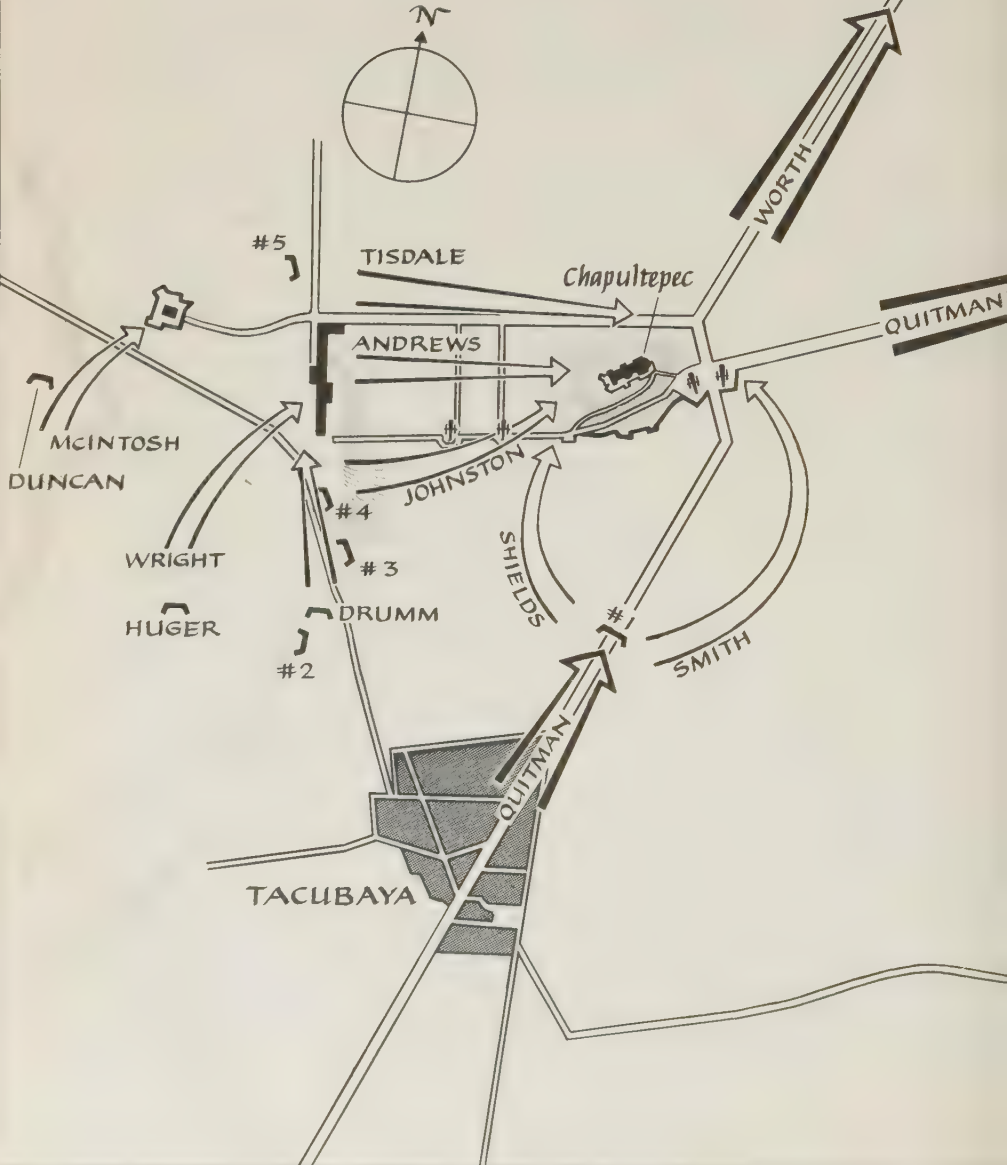 N
WORTH
#5
TISDALE
Chapultepec
QUITMAN
ANDREWS
McINTOSH
DUNCAN
JOHNSTON
#4
WRIGHT
#3
SHIELDS
HUGER
DRUMM
#
SMITH
#2
QUITMAN
TACUBAYA